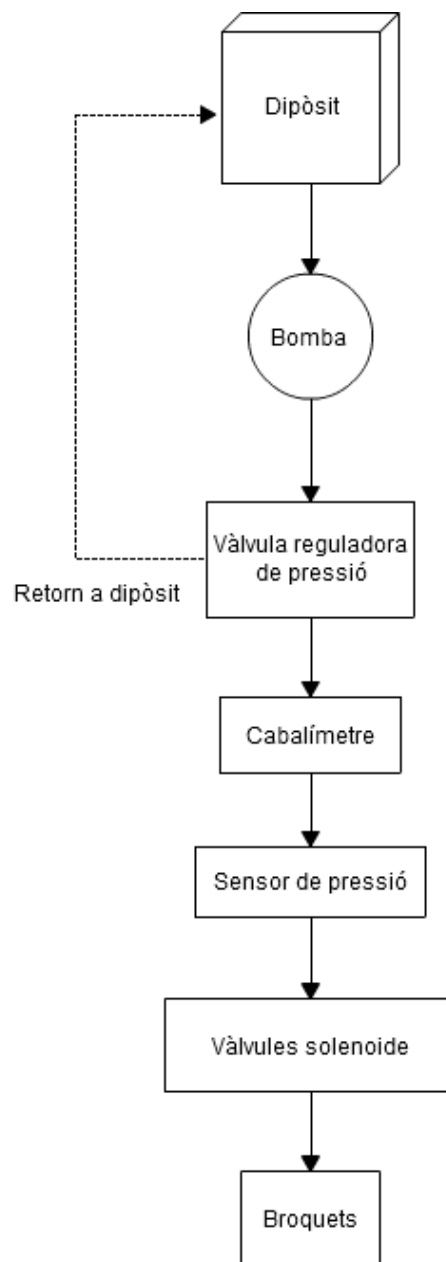 Dipòsit
Bomba
Vàlvula reguladora
de pressió
Retorn a dipòsit
Cabalímetre
Sensor de pressió
Vàlvules solenoide
Broquets